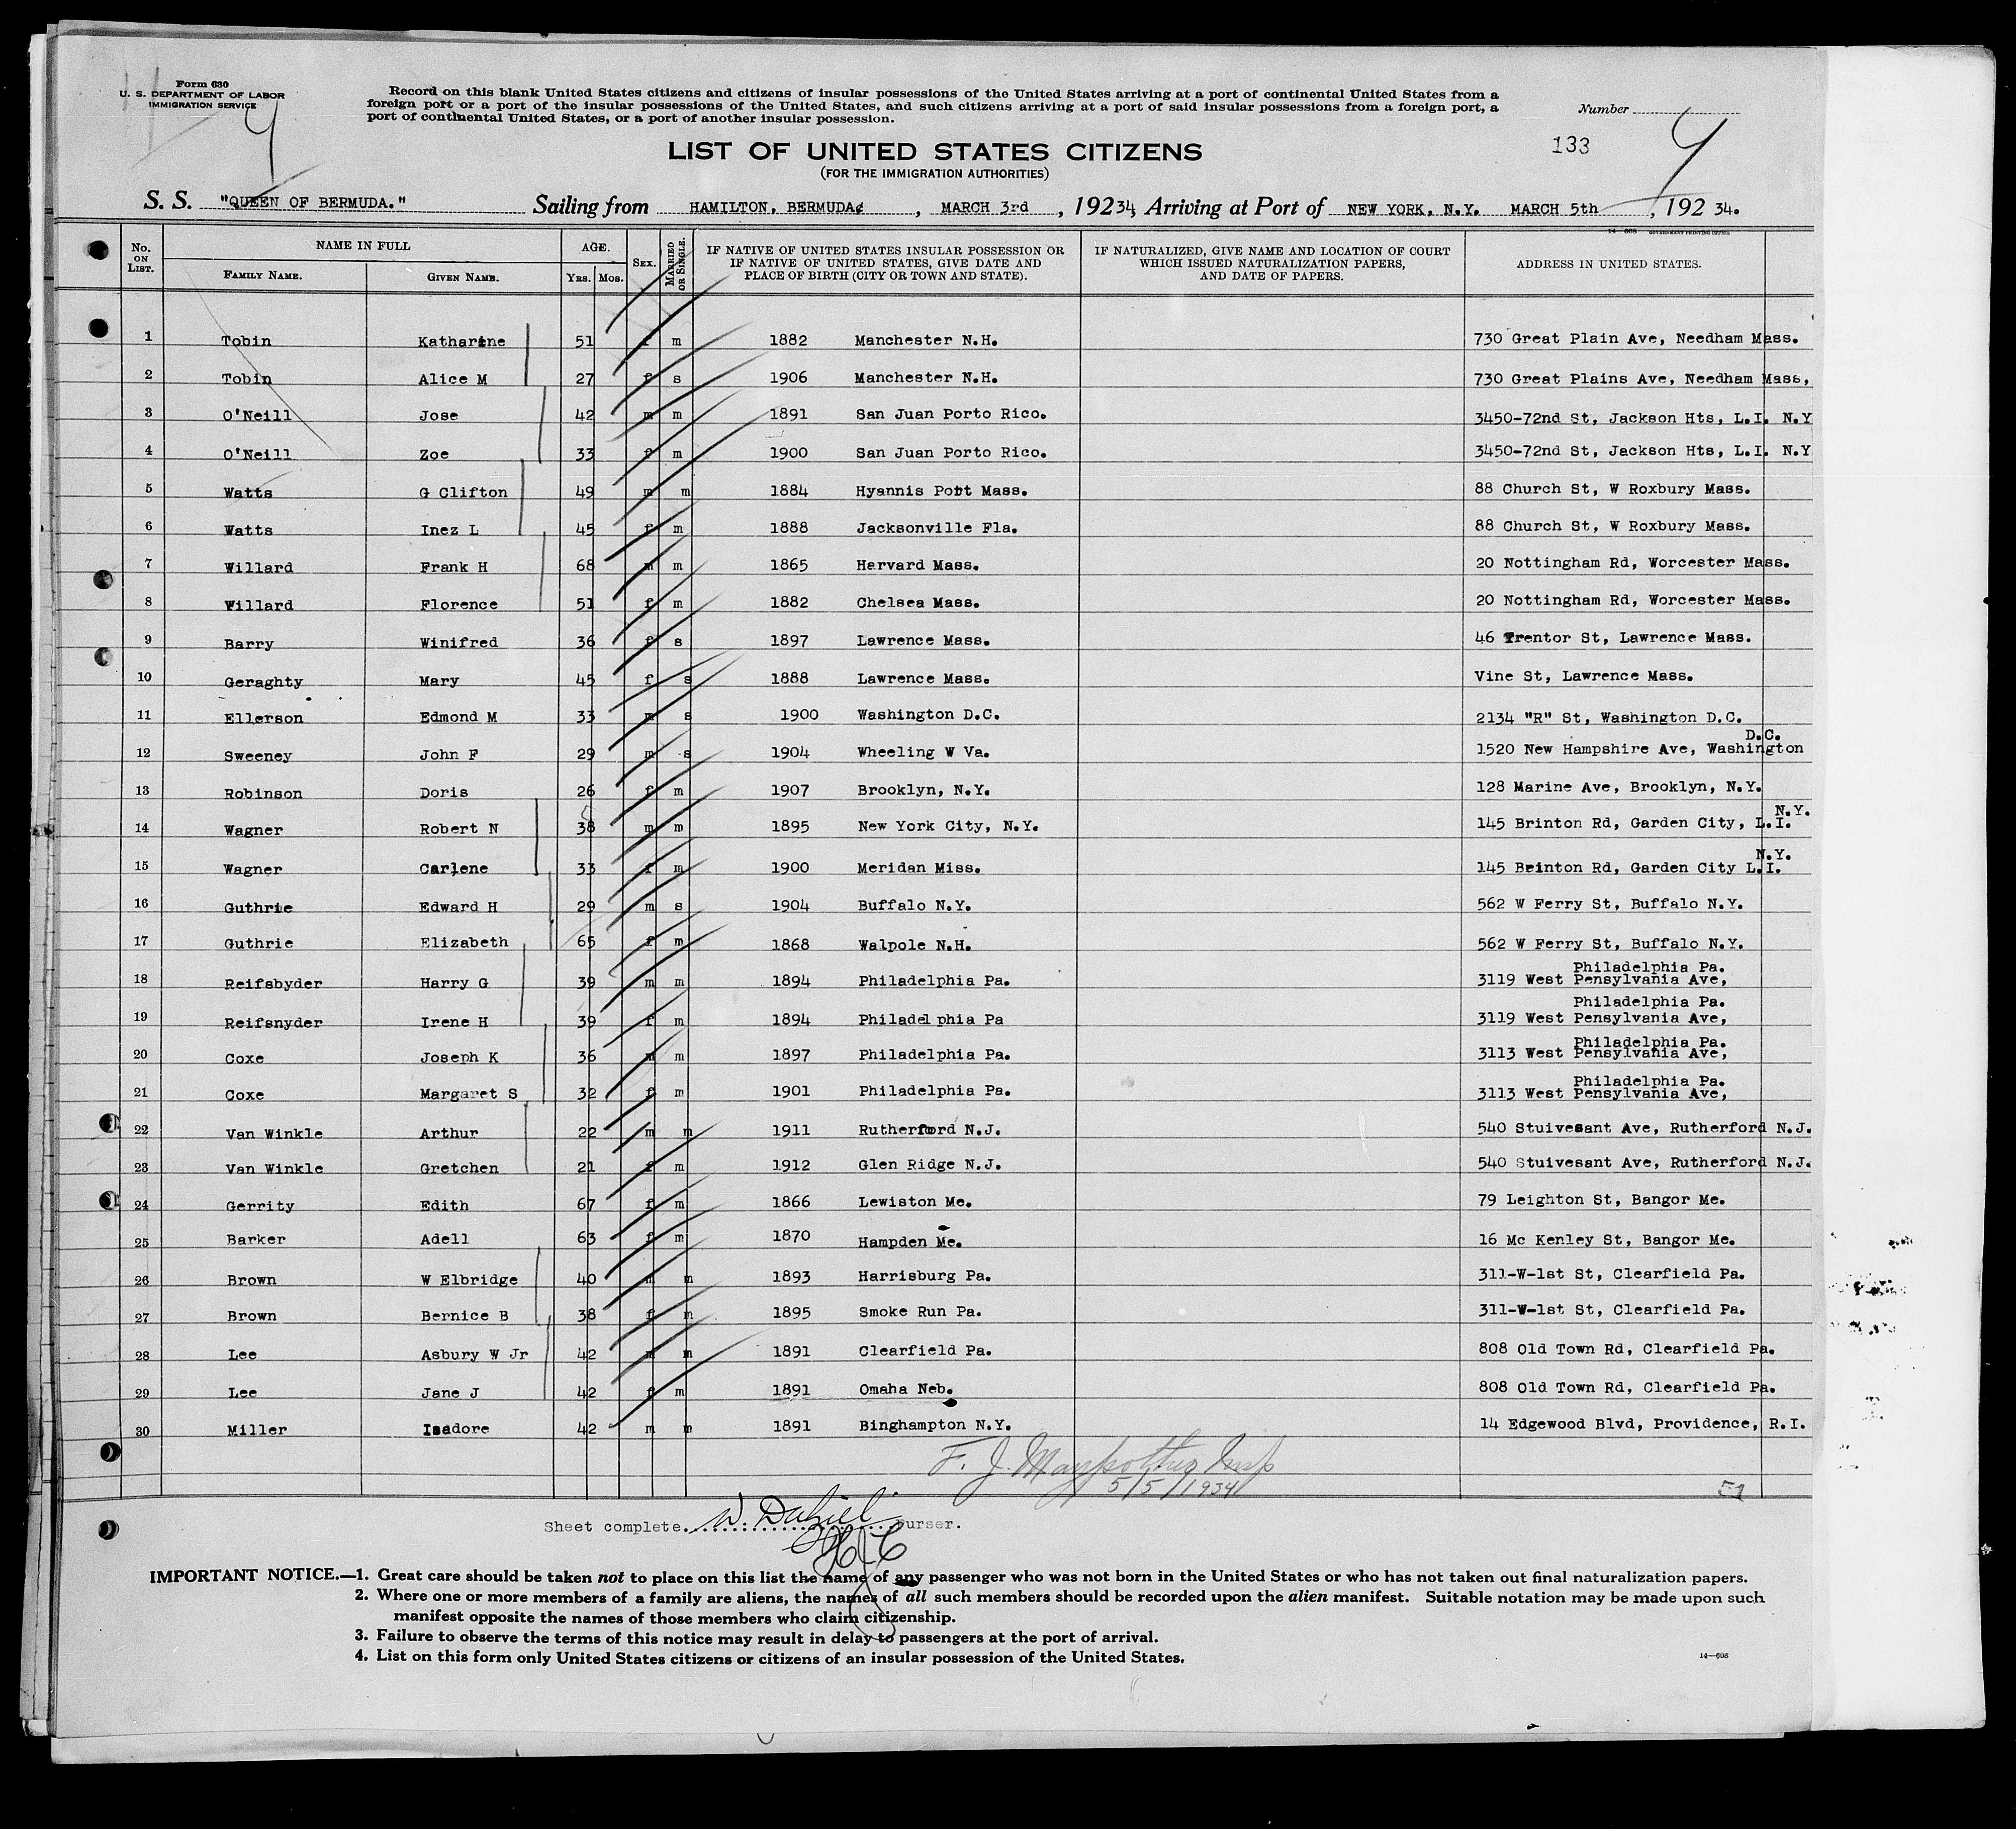 Form 630
U. S. DEPARTMENT OF LABOR
IMMIGRATION SERVICE
Record on this blank United States citizens and citizens of insular possessions of the United States arriving at a port of continental United States from a
foreign port or a port of the insular possessions of the United States, and such citizens arriving at a port of said insular possessions from a foreign port, a
port of continental United States, or a port of another insular possession.
Number
133
LIST OF UNITED STATES CITIZENS
(FOR THE IMMIGRATION AUTHORITIES)
S. S. "QUEEN OF BERMUDA." Sailing from HAMILTON, BERMUDA, MARCH 3rd, 19234, Arriving at Port of NEW YORK, N.Y. MARCH 5th, 192 34.
14—608 GOVERNMENT PRINTING OFFICE
No. ON LIST. NAME IN FULL FAMILY NAME. GIVEN NAME. AGE. YRS. MOS. SEX. MARRIED OR SINGLE. IF NATIVE OF UNITED STATES INSULAR POSSESSION OR IF NATIVE OF UNITED STATES, GIVE DATE AND PLACE OF BIRTH (CITY OR TOWN AND STATE). IF NATURALIZED, GIVE NAME AND LOCATION OF COURT WHICH ISSUED NATURALIZATION PAPERS, AND DATE OF PAPERS. ADDRESS IN UNITED STATES.
1 Tobin Katharine 51 f m 1882 Manchester N.H. 730 Great Plain Ave, Needham Mass.
2 Tobin Alice M 27 f s 1906 Manchester N.H. 730 Great Plains Ave, Needham Mass,
3 O'Neill Jose 42 m m 1891 San Juan Porto Rico. 3450-72nd St, Jackson Hts, L.I. N.Y
4 O'Neill Zoe 33 f m 1900 San Juan Porto Rico. 3450-72nd St, Jackson Hts, L.I. N.Y
5 Watts G Clifton 49 m m 1884 Hyannis Port Mass. 88 Church St, W Roxbury Mass.
6 Watts Inez L 45 f m 1888 Jacksonville Fla. 88 Church St, W Roxbury Mass.
7 Willard Frank H 68 m m 1865 Harvard Mass. 20 Nottingham Rd, Worcester Mass.
8 Willard Florence 51 f m 1882 Chelsea Mass. 20 Nottingham Rd, Worcester Mass.
9 Barry Winifred 36 f s 1897 Lawrence Mass. 46 Trentor St, Lawrence Mass.
10 Geraghty Mary 45 f s 1888 Lawrence Mass. Vine St, Lawrence Mass.
11 Ellerson Edmond M 33 m s 1900 Washington D.C. 2134 "R" St, Washington D.C.
12 Sweeney John F 29 m s 1904 Wheeling W Va. 1520 New Hampshire Ave, Washington D.C.
13 Robinson Doris 26 f m 1907 Brooklyn, N.Y. 128 Marine Ave, Brooklyn, N.Y.
14 Wagner Robert N 38 m m 1895 New York City, N.Y. 145 Brinton Rd, Garden City, L.I. N.Y.
15 Wagner Carlene 33 f m 1900 Meridan Miss. 145 Brinton Rd, Garden City L.I. N.Y.
16 Guthrie Edward H 29 m s 1904 Buffalo N.Y. 562 W Ferry St, Buffalo N.Y.
17 Guthrie Elizabeth 65 f m 1868 Walpole N.H. 562 W Ferry St, Buffalo N.Y.
18 Reifsbyder Harry G 39 m m 1894 Philadelphia Pa. 3119 West Pensylvania Ave, Philadelphia Pa.
19 Reifsnyder Irene H 39 f m 1894 Philadelphia Pa 3119 West Pensylvania Ave, Philadelphia Pa.
20 Coxe Joseph K 36 m m 1897 Philadelphia Pa. 3113 West Pensylvania Ave, Philadelphia Pa.
21 Coxe Margaret S 32 f m 1901 Philadelphia Pa. 3113 West Pensylvania Ave, Philadelphia Pa.
22 Van Winkle Arthur 22 m m 1911 Rutherford N.J. 540 Stuivesant Ave, Rutherford N.J.
23 Van Winkle Gretchen 21 f m 1912 Glen Ridge N.J. 540 Stuivesant Ave, Rutherford N.J.
24 Gerrity Edith 67 f m 1866 Lewiston Me. 79 Leighton St, Bangor Me.
25 Barker Adell 63 f m 1870 Hampden Me. 16 Mc Kenley St, Bangor Me.
26 Brown W Elbridge 40 m m 1893 Harrisburg Pa. 311-W-1st St, Clearfield Pa.
27 Brown Bernice B 38 f m 1895 Smoke Run Pa. 311-W-1st St, Clearfield Pa.
28 Lee Asbury W Jr 42 m m 1891 Clearfield Pa. 808 Old Town Rd, Clearfield Pa.
29 Lee Jane J 42 f m 1891 Omaha Neb. 808 Old Town Rd, Clearfield Pa.
30 Miller Isadore 42 m m 1891 Binghampton N.Y. 14 Edgewood Blvd, Providence, R.I.
F. J. Insp
5/5/1934
Sheet complete. W. Dalziel purser.
IMPORTANT NOTICE.—1. Great care should be taken not to place on this list the name of any passenger who was not born in the United States or who has not taken out final naturalization papers.
2. Where one or more members of a family are aliens, the names of all such members should be recorded upon the alien manifest. Suitable notation may be made upon such
manifest opposite the names of those members who claim citizenship.
3. Failure to observe the terms of this notice may result in delay to passengers at the port of arrival.
4. List on this form only United States citizens or citizens of an insular possession of the United States.
14—608